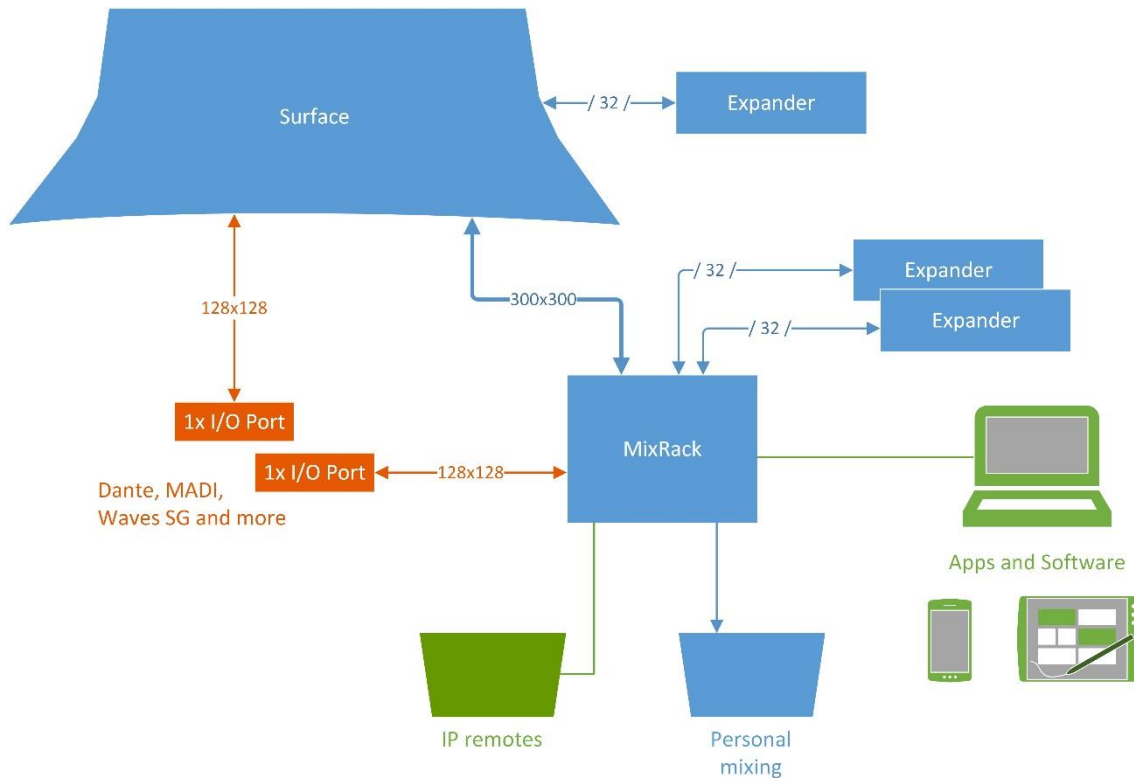 Surface
/ 32 /
Expander
/ 32 /
Expander
128x128
300x300
/ 32 /
Expander
1x I/O Port
MixRack
1x I/O Port
128x128
Dante, MADI,
Waves SG and more
Apps and Software
IP remotes
Personal
mixing